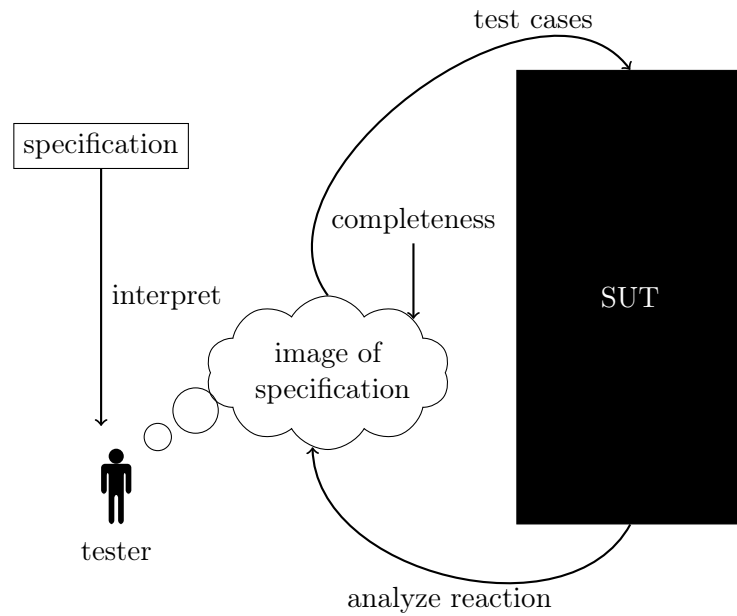 test cases
specification
completeness
interpret
SUT
image of
specification
tester
analyze reaction